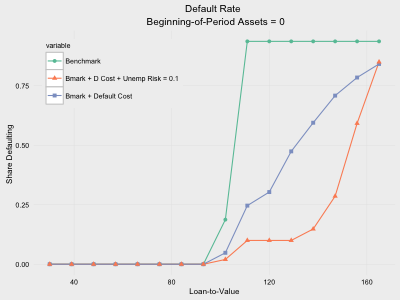 Default Rate
Beginning-of-Period Assets = 0
variable
Benchmark
Bmark + D Cost + Unemp Risk = 0.1
Bmark + Default Cost
Share Defaulting
0.75
0.50
0.25
0.00
40
80
120
160
Loan-to-Value